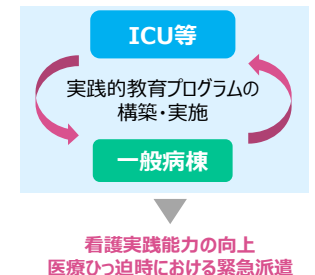 ICU等
実践的教育プログラムの
構築・実施
一般病棟
看護実践能力の向上
医療ひっ迫時における緊急派遣